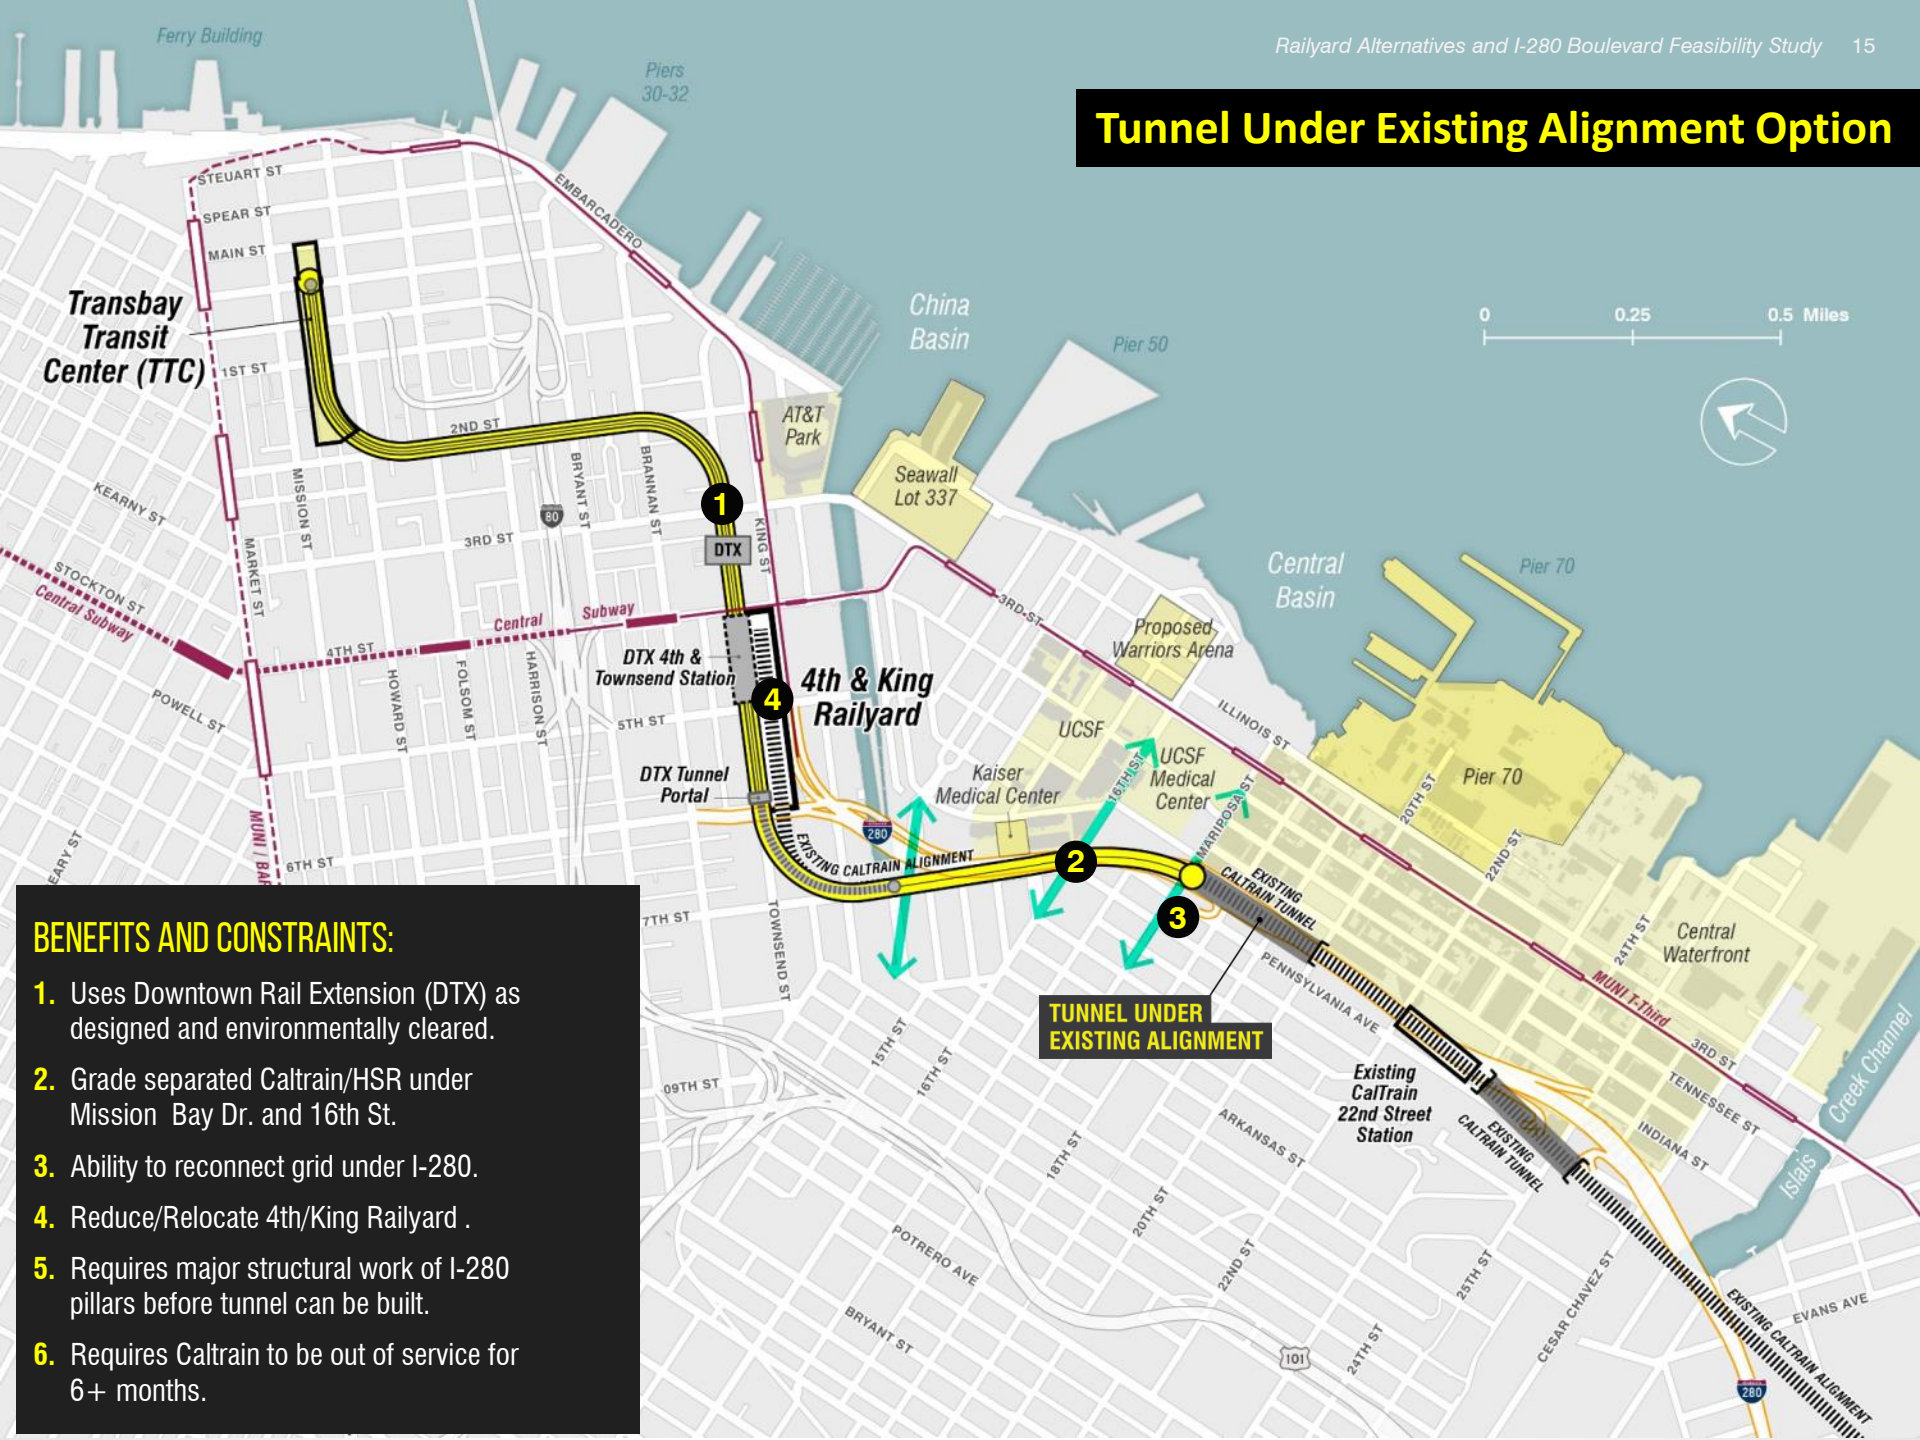 Railyard Alternatives and I-280 Boulevard Feasibility Study 15
Tunnel Under Existing Alignment Option
Ferry Building
Piers
30-32
STEUART ST
SPEAR ST
MAIN ST
EMBARCADERO
Transbay
Transit
Center (TTC)
1ST ST
2ND ST
China
Basin
Pier 50
0 0.25 0.5 Miles
AT&T
Park
Seawall
Lot 337
KEARNY ST
MISSION ST
80
BRYANT ST
BRANNAN ST
1
3RD ST
DTX
KING ST
MARKET ST
STOCKTON ST
Central Subway
Central Subway
4TH ST
Central
Basin
Pier 70
3RD ST
Proposed
Warriors Arena
DTX 4th &
Townsend Station
4
4th & King
Railyard
POWELL ST
HOWARD ST
FOLSOM ST
HARRISON ST
5TH ST
ILLINOIS ST
UCSF
UCSF
Medical
Center
16TH ST
MARIPOSA ST
Kaiser
Medical Center
DTX Tunnel
Portal
Pier 70
20TH ST
22ND ST
280
MUNI / BAR
EARY ST
6TH ST
EXISTING CALTRAIN ALIGNMENT
2
3
EXISTING
CALTRAIN TUNNEL
7TH ST
TOWNSEND ST
24TH ST
Central
Waterfront
MUNI T-Third
PENNSYLVANIA AVE
TUNNEL UNDER
EXISTING ALIGNMENT
15TH ST
16TH ST
09TH ST
3RD ST
TENNESSEE ST
INDIANA ST
Islais
Creek Channel
Existing
CalTrain
22nd Street
Station
EXISTING
CALTRAIN TUNNEL
ARKANSAS ST
18TH ST
20TH ST
22ND ST
POTRERO AVE
BRYANT ST
101
24TH ST
25TH ST
CESAR CHAVEZ ST
EVANS AVE
EXISTING CALTRAIN ALIGNMENT
280
BENEFITS AND CONSTRAINTS:
1. Uses Downtown Rail Extension (DTX) as
designed and environmentally cleared.
2. Grade separated Caltrain/HSR under
Mission Bay Dr. and 16th St.
3. Ability to reconnect grid under I-280.
4. Reduce/Relocate 4th/King Railyard .
5. Requires major structural work of I-280
pillars before tunnel can be built.
6. Requires Caltrain to be out of service for
6+ months.